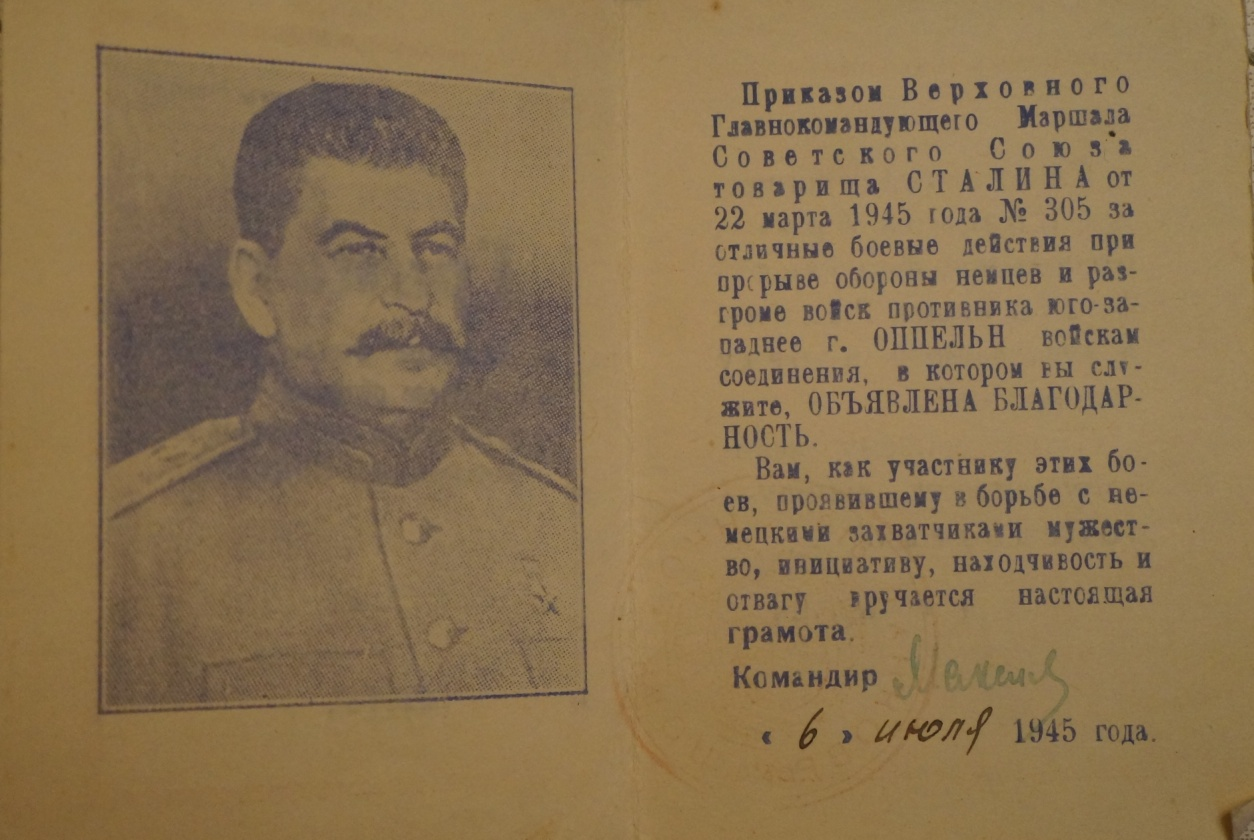 Приказом Верховного
Главнокомандующего Маршала
Советского Союза
товарища СТАЛИНА от
22 марта 1945 года № 305 за
отличные боевые действия при
прорыве обороны немцев и раз-
громе войск противника юго-за-
паднее г. ОППЕЛЬН войскам
соединения, в котором вы слу-
жите, ОБЪЯВЛЕНА БЛАГОДАР-
НОСТЬ.
Вам, как участнику этих бо-
ев, проявившему в борьбе с не-
мецкими захватчиками мужест-
во, инициативу, находчивость и
отвагу вручается настоящая
грамота.
Командир
« 6 » июля 1945 года.